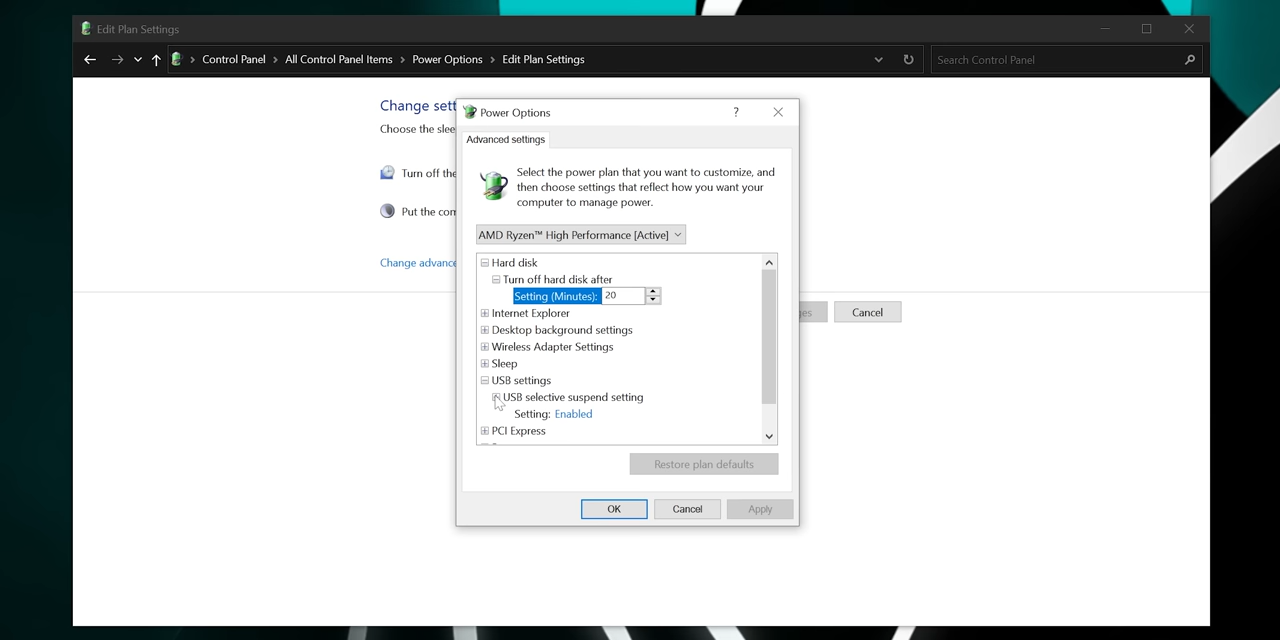 Edit Plan Settings
Control Panel > All Control Panel Items > Power Options > Edit Plan Settings
Search Control Panel
Change sett
Choose the slee
Turn off the
Put the com
Change advance
Cancel
Power Options
?
Advanced settings
Select the power plan that you want to customize, and
then choose settings that reflect how you want your
computer to manage power.
AMD Ryzen™ High Performance [Active]
Hard disk
Turn off hard disk after
Setting (Minutes): 20
Internet Explorer
Desktop background settings
Wireless Adapter Settings
Sleep
USB settings
USB selective suspend setting
Setting: Enabled
PCI Express
Restore plan defaults
OK Cancel Apply